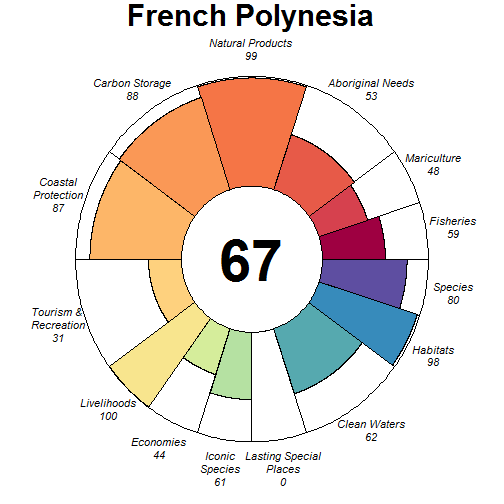 French Polynesia
Natural Products
99
Carbon Storage
88
Aboriginal Needs
53
Mariculture
48
Coastal
Protection
87
Fisheries
59
67
Species
80
Tourism &
Recreation
31
Habitats
98
Livelihoods
100
Clean Waters
62
Economies
44
Iconic
Species
61
Lasting Special
Places
0